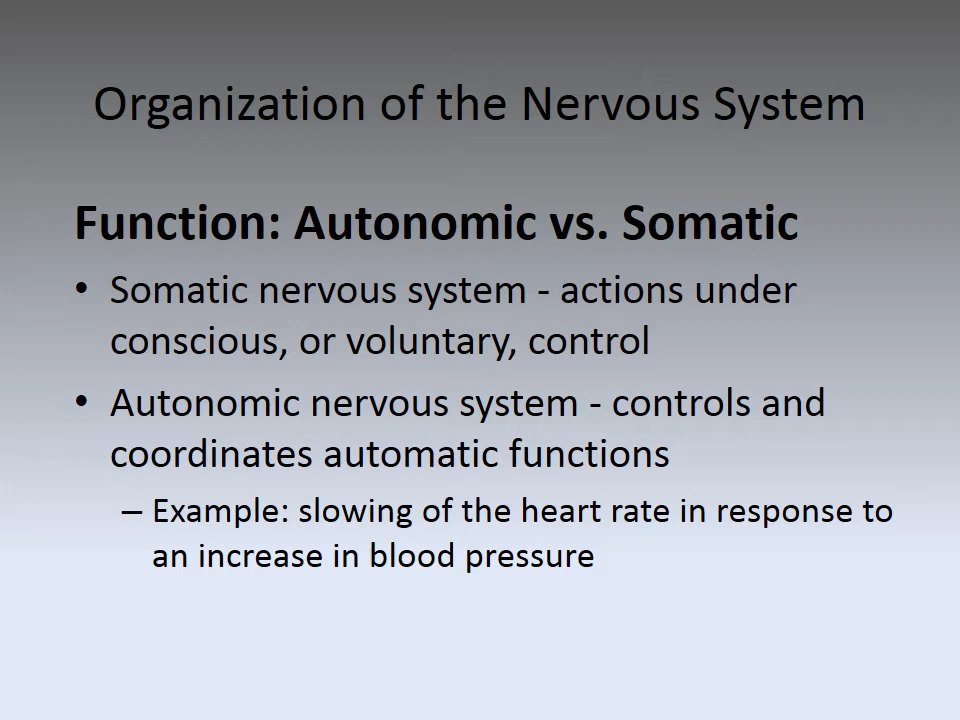 Organization of the Nervous System
Function: Autonomic vs. Somatic
• Somatic nervous system - actions under
conscious, or voluntary, control
• Autonomic nervous system - controls and
coordinates automatic functions
– Example: slowing of the heart rate in response to
an increase in blood pressure